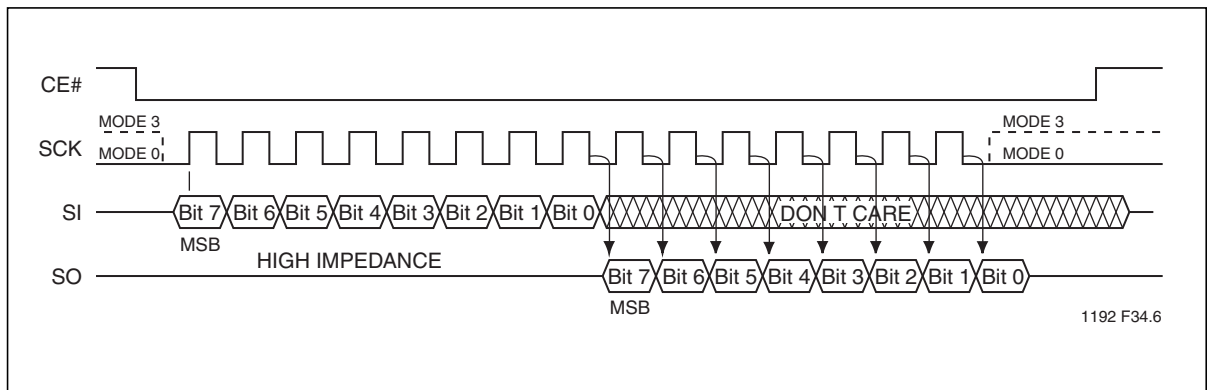 CE#
MODE 3
MODE 3
SCK
MODE 0
MODE 0
SI
Bit 7 Bit 6 Bit 5 Bit 4 Bit 3 Bit 2 Bit 1 Bit 0
DON T CARE
MSB
HIGH IMPEDANCE
SO
Bit 7 Bit 6 Bit 5 Bit 4 Bit 3 Bit 2 Bit 1 Bit 0
MSB
1192 F34.6